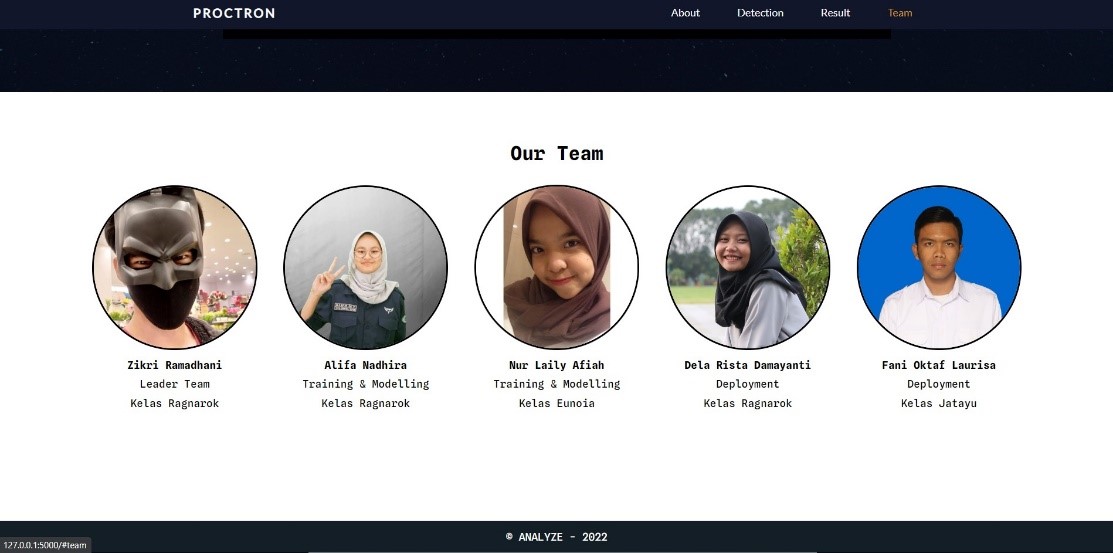 PROCTRON
About Detection Result Team
Our Team
Zikri Ramadhani
Leader Team
Kelas Ragnarok
Alifa Nadhira
Training & Modelling
Kelas Ragnarok
Nur Laily Afiah
Training & Modelling
Kelas Eunoia
Dela Rista Damayanti
Deployment
Kelas Ragnarok
Fani Oktaf Laurisa
Deployment
Kelas Jatayu
© ANALYZE - 2022
127.0.0.1:5000/#team